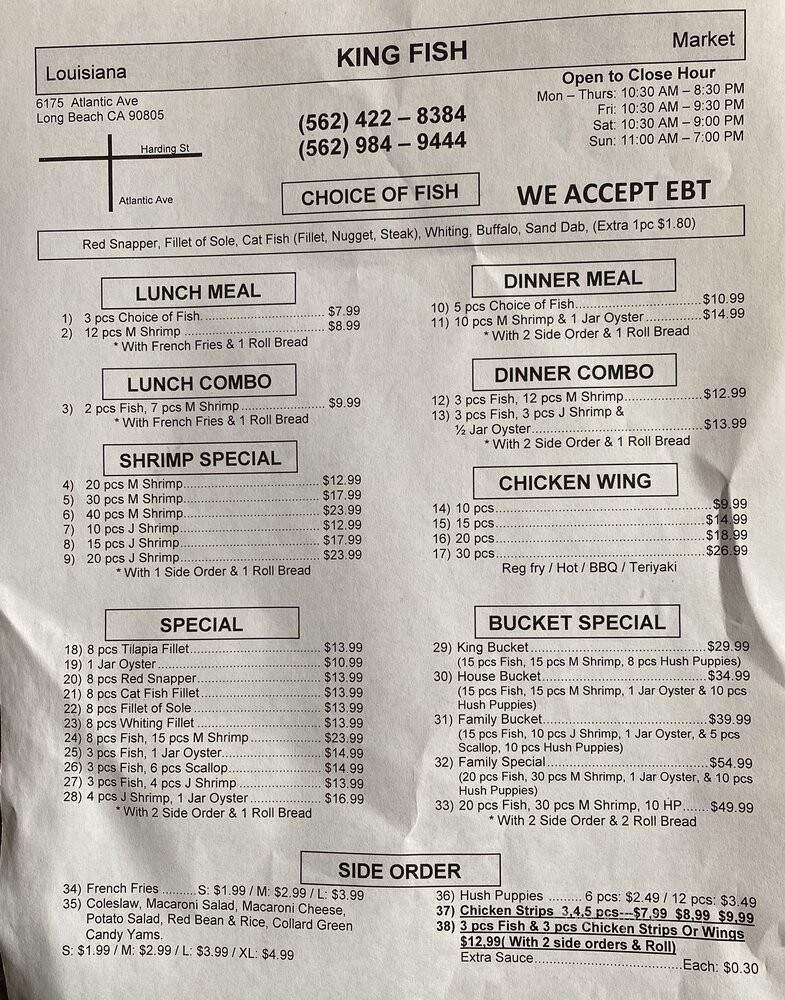 Louisiana KING FISH Market
6175 Atlantic Ave
Long Beach CA 90805
Harding St
Atlantic Ave
(562) 422 – 8384
(562) 984 – 9444
Open to Close Hour
Mon – Thurs: 10:30 AM – 8:30 PM
Fri: 10:30 AM – 9:30 PM
Sat: 10:30 AM – 9:00 PM
Sun: 11:00 AM – 7:00 PM
CHOICE OF FISH
WE ACCEPT EBT
Red Snapper, Fillet of Sole, Cat Fish (Fillet, Nugget, Steak), Whiting, Buffalo, Sand Dab, (Extra 1pc $1.80)
LUNCH MEAL
1) 3 pcs Choice of Fish. $7.99
2) 12 pcs M Shrimp $8.99
* With French Fries & 1 Roll Bread
LUNCH COMBO
3) 2 pcs Fish, 7 pcs M Shrimp $9.99
* With French Fries & 1 Roll Bread
SHRIMP SPECIAL
4) 20 pcs M Shrimp $12.99
5) 30 pcs M Shrimp $17.99
6) 40 pcs M Shrimp $23.99
7) 10 pcs J Shrimp $12.99
8) 15 pcs J Shrimp $17.99
9) 20 pcs J Shrimp $23.99
* With 1 Side Order & 1 Roll Bread
DINNER MEAL
10) 5 pcs Choice of Fish $10.99
11) 10 pcs M Shrimp & 1 Jar Oyster $14.99
* With 2 Side Order & 1 Roll Bread
DINNER COMBO
12) 3 pcs Fish, 12 pcs M Shrimp $12.99
13) 3 pcs Fish, 3 pcs J Shrimp &
½ Jar Oyster $13.99
* With 2 Side Order & 1 Roll Bread
CHICKEN WING
14) 10 pcs $9.99
15) 15 pcs $14.99
16) 20 pcs $18.99
17) 30 pcs $26.99
Reg fry / Hot / BBQ / Teriyaki
SPECIAL
18) 8 pcs Tilapia Fillet $13.99
19) 1 Jar Oyster $10.99
20) 8 pcs Red Snapper $13.99
21) 8 pcs Cat Fish Fillet $13.99
22) 8 pcs Fillet of Sole $13.99
23) 8 pcs Whiting Fillet $13.99
24) 8 pcs Fish, 15 pcs M Shrimp $23.99
25) 3 pcs Fish, 1 Jar Oyster $14.99
26) 3 pcs Fish, 6 pcs Scallop $14.99
27) 3 pcs Fish, 4 pcs J Shrimp $13.99
28) 4 pcs J Shrimp, 1 Jar Oyster $16.99
* With 2 Side Order & 1 Roll Bread
BUCKET SPECIAL
29) King Bucket $29.99
(15 pcs Fish, 15 pcs M Shrimp, 8 pcs Hush Puppies)
30) House Bucket $34.99
(15 pcs Fish, 15 pcs M Shrimp, 1 Jar Oyster & 10 pcs
Hush Puppies)
31) Family Bucket $39.99
(15 pcs Fish, 10 pcs J Shrimp, 1 Jar Oyster, & 5 pcs
Scallop, 10 pcs Hush Puppies)
32) Family Special $54.99
(20 pcs Fish, 30 pcs M Shrimp, 1 Jar Oyster, & 10 pcs
Hush Puppies)
33) 20 pcs Fish, 30 pcs M Shrimp, 10 HP $49.99
* With 2 Side Order & 2 Roll Bread
SIDE ORDER
34) French Fries S: $1.99 / M: $2.99 / L: $3.99
35) Coleslaw, Macaroni Salad, Macaroni Cheese,
Potato Salad, Red Bean & Rice, Collard Green
Candy Yams.
S: $1.99 / M: $2.99 / L: $3.99 / XL: $4.99
36) Hush Puppies 6 pcs: $2.49 / 12 pcs: $3.49
37) Chicken Strips 3,4,5 pcs---$7,99 $8,99 $9,99
38) 3 pcs Fish & 3 pcs Chicken Strips Or Wings
$12,99( With 2 side orders & Roll)
Extra Sauce Each: $0.30